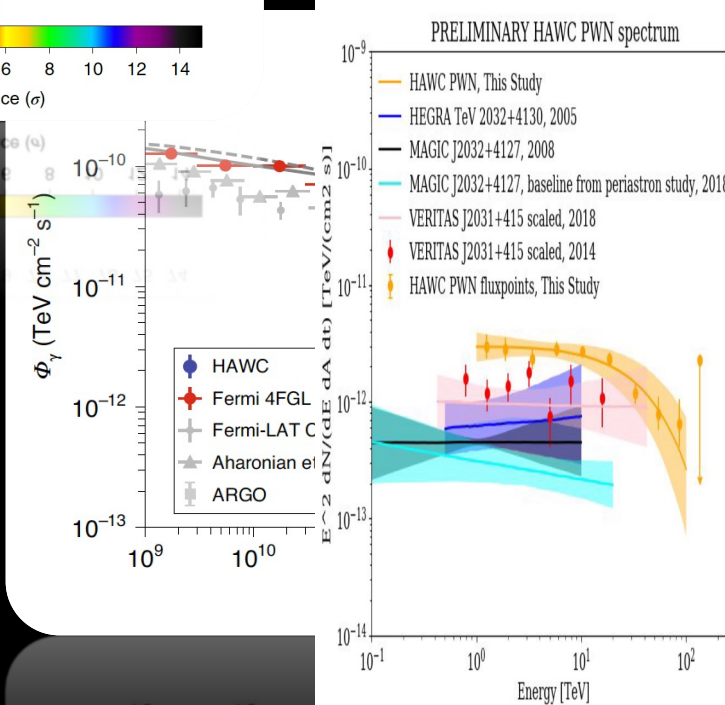 6 8 10 12 14
ce (σ)
10⁻¹⁰
10⁻¹¹
10⁻¹²
10⁻¹³
Φγ (TeV cm⁻² s⁻¹)
HAWC
Fermi 4FGL
Fermi-LAT C
Aharonian et
ARGO
10⁹ 10¹⁰
PRELIMINARY HAWC PWN spectrum
10⁻⁹
10⁻¹⁰
10⁻¹¹
10⁻¹²
10⁻¹³
10⁻¹⁴
E^2 dN/(dE dA dt) [TeV/(cm2 s)]
HAWC PWN, This Study
HEGRA TeV 2032+4130, 2005
MAGIC J2032+4127, 2008
MAGIC J2032+4127, baseline from periastron study, 2018
VERITAS J2031+415 scaled, 2018
VERITAS J2031+415 scaled, 2014
HAWC PWN fluxpoints, This Study
10⁻¹ 10⁰ 10¹ 10²
Energy [TeV]